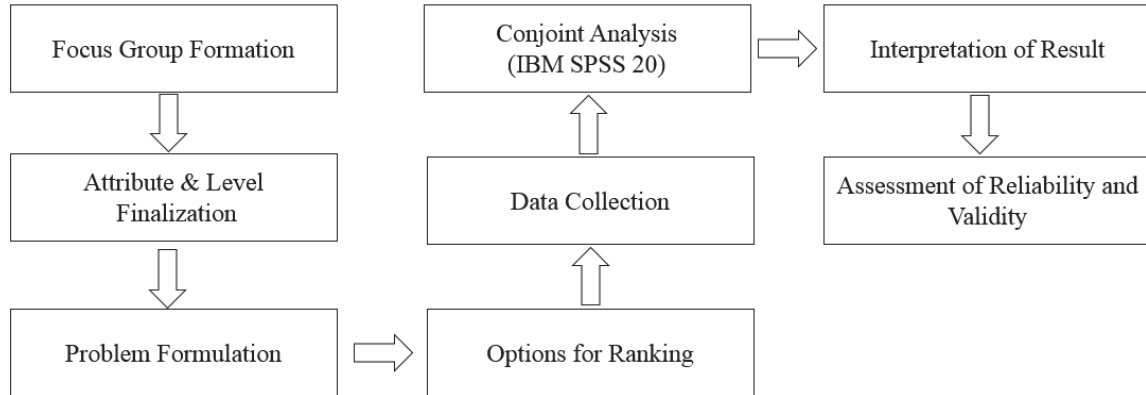 Focus Group Formation
Attribute & Level
Finalization
Problem Formulation
Options for Ranking
Data Collection
Conjoint Analysis
(IBM SPSS 20)
Interpretation of Result
Assessment of Reliability and
Validity